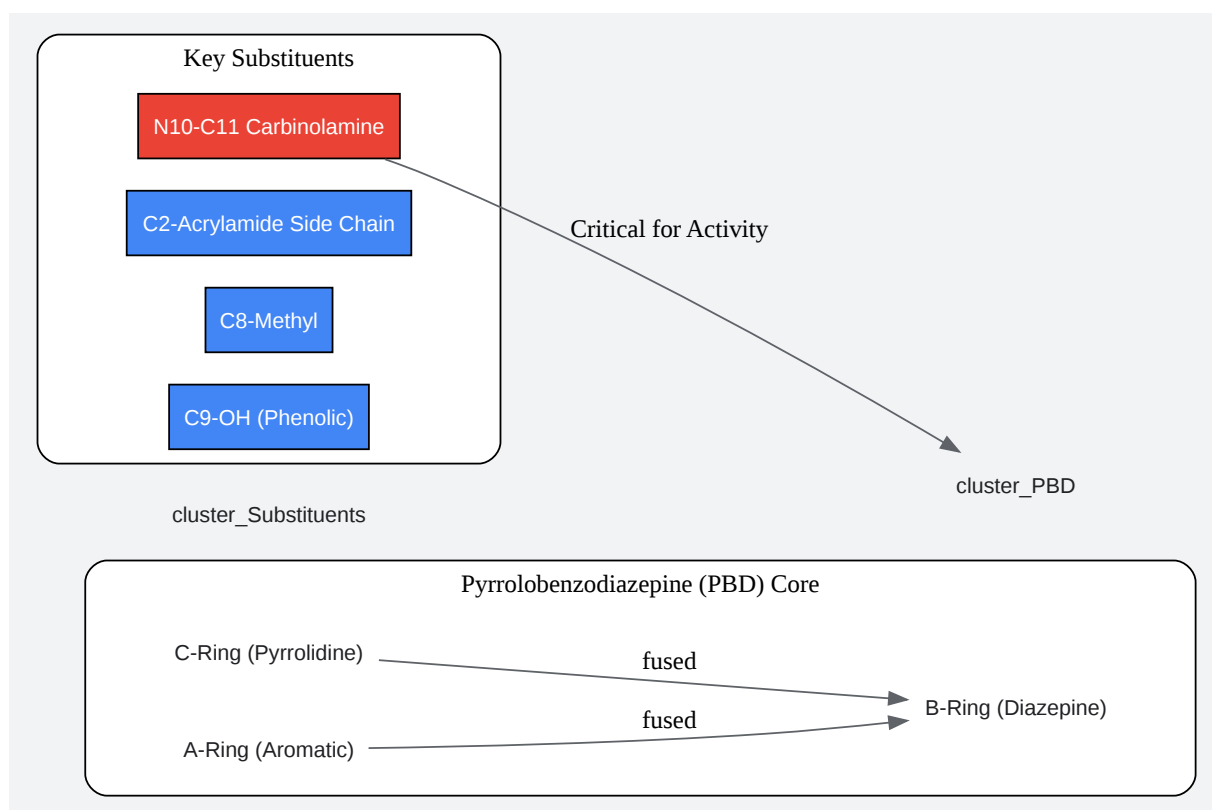 Key Substituents
N10-C11 Carbinolamine
C2-Acrylamide Side Chain
Critical for Activity
C8-Methyl
C9-OH (Phenolic)
cluster_PBD
cluster_Substituents
Pyrrolobenzodiazepine (PBD) Core
C-Ring (Pyrrolidine)
fused
B-Ring (Diazepine)
fused
A-Ring (Aromatic)